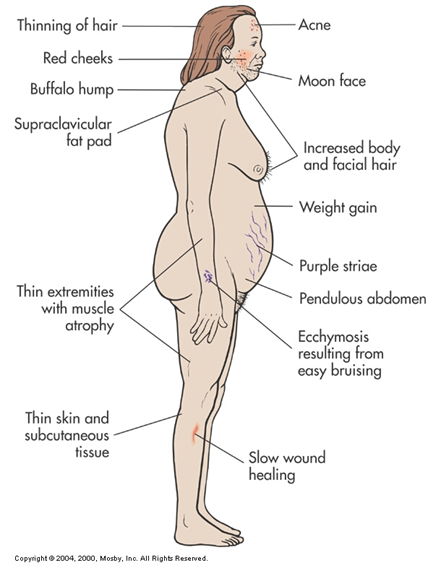 Thinning of hair
Acne
Red cheeks
Moon face
Buffalo hump
Supraclavicular
fat pad
Increased body
and facial hair
Weight gain
Purple striae
Thin extremities
with muscle
atrophy
Pendulous abdomen
Ecchymosis
resulting from
easy bruising
Thin skin and
subcutaneous
tissue
Slow wound
healing
Copyright © 2004, 2000, Mosby, Inc. All Rights Reserved.